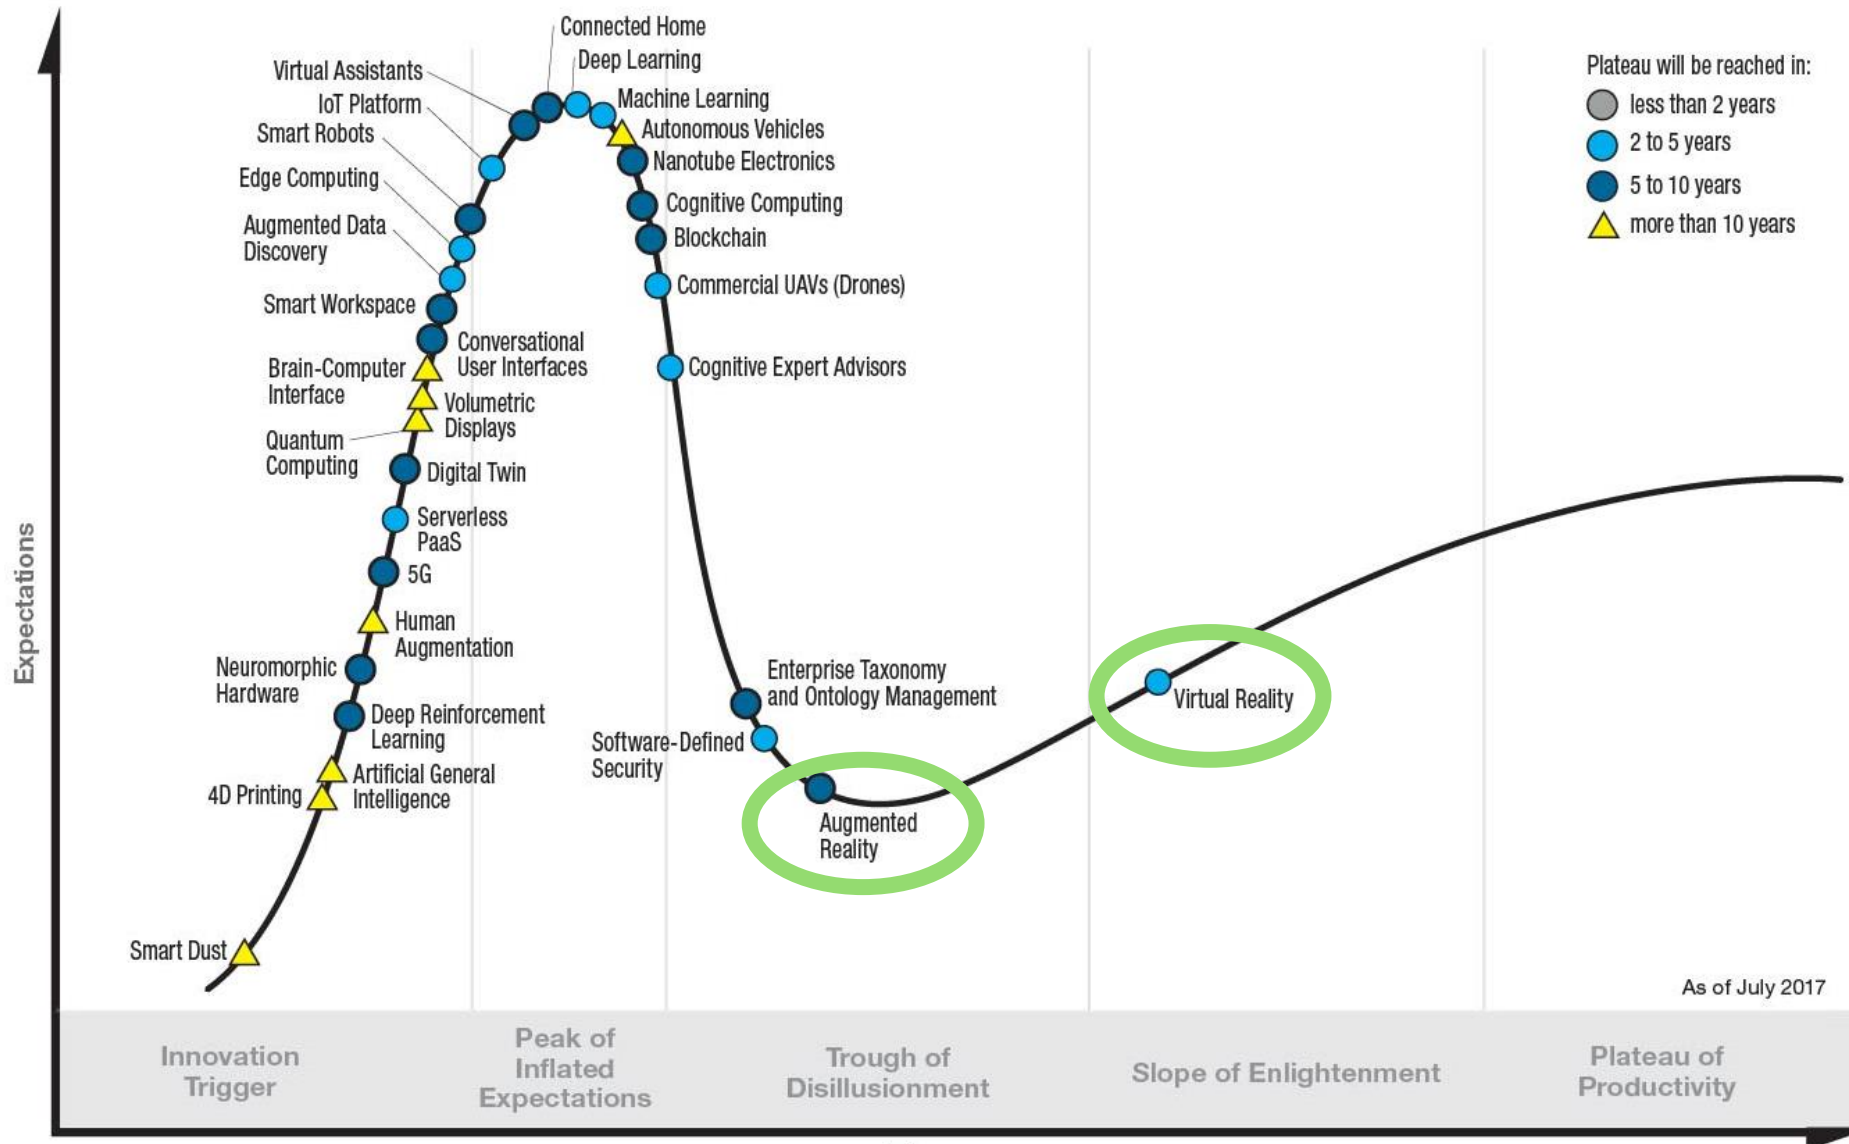 Connected Home
Deep Learning
Virtual Assistants
Machine Learning
IoT Platform
Autonomous Vehicles
Smart Robots
Nanotube Electronics
Edge Computing
Cognitive Computing
Augmented Data
Discovery
Blockchain
Commercial UAVs (Drones)
Smart Workspace
Conversational
User Interfaces
Brain-Computer
Interface
Cognitive Expert Advisors
Volumetric
Displays
Quantum
Computing
Digital Twin
Serverless
PaaS
5G
Human
Augmentation
Neuromorphic
Hardware
Deep Reinforcement
Learning
Artificial General
Intelligence
4D Printing
Smart Dust
Enterprise Taxonomy
and Ontology Management
Software-Defined
Security
Augmented
Reality
Virtual Reality
Plateau will be reached in:
less than 2 years
2 to 5 years
5 to 10 years
more than 10 years
Expectations
As of July 2017
Innovation
Trigger
Peak of
Inflated
Expectations
Trough of
Disillusionment
Slope of Enlightenment
Plateau of
Productivity